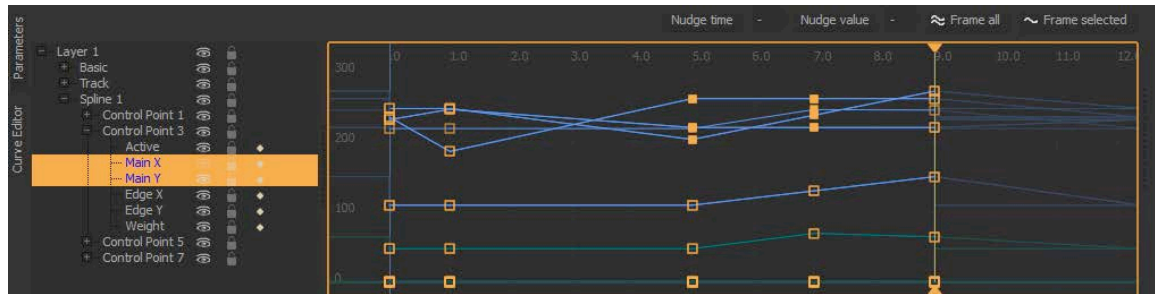 Nudge time - Nudge value - Frame all Frame selected
Parameters
Curve Editor
Layer 1
Basic
Track
Spline 1
Control Point 1
Control Point 3
Active
Main X
Main Y
Edge X
Edge Y
Weight
Control Point 5
Control Point 7
.0 1.0 2.0 3.0 4.0 5.0 6.0 7.0 8.0 9.0 10.0 11.0 12.
300
200
100
0